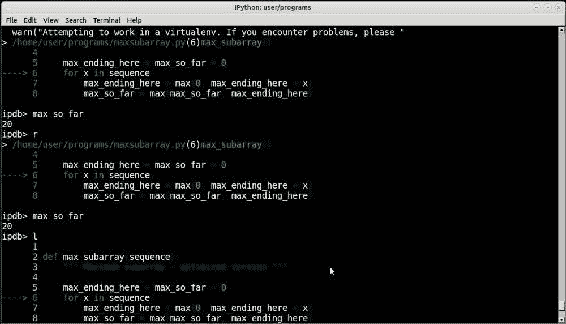 IPython: user/programs
File Edit View Search Terminal Help
warn("Attempting to work in a virtualenv. If you encounter problems, please "
> /home/user/programs/maxsubarray.py(6)max_subarray
4
5 max_ending_here = max_so_far = 0
----> 6 for x in sequence
7 max_ending_here = max 0 max_ending_here + x
8 max_so_far = max max_so_far max_ending_here
ipdb> max_so_far
20
ipdb> r
> /home/user/programs/maxsubarray.py(6)max_subarray
4
5 max_ending_here = max_so_far = 0
----> 6 for x in sequence
7 max_ending_here = max 0 max_ending_here + x
8 max_so_far = max max_so_far max_ending_here
ipdb> max_so_far
20
ipdb> l
1
2 def max_subarray sequence
3
4
5 max_ending_here = max_so_far = 0
----> 6 for x in sequence
7 max_ending_here = max 0 max_ending_here + x
8 max_so_far = max max_so_far max_ending_here